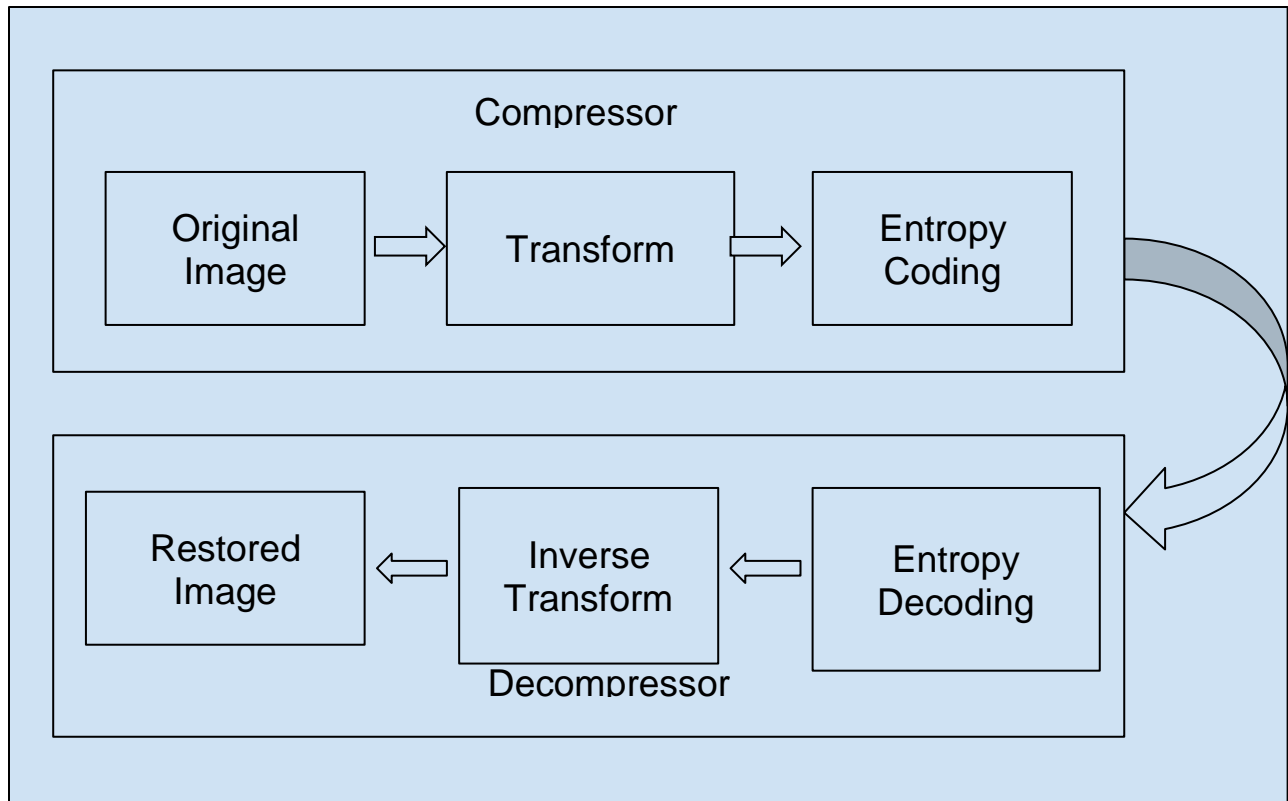 Compressor
Original
Image
Transform
Entropy
Coding
Restored
Image
Inverse
Transform
Entropy
Decoding
Decompressor